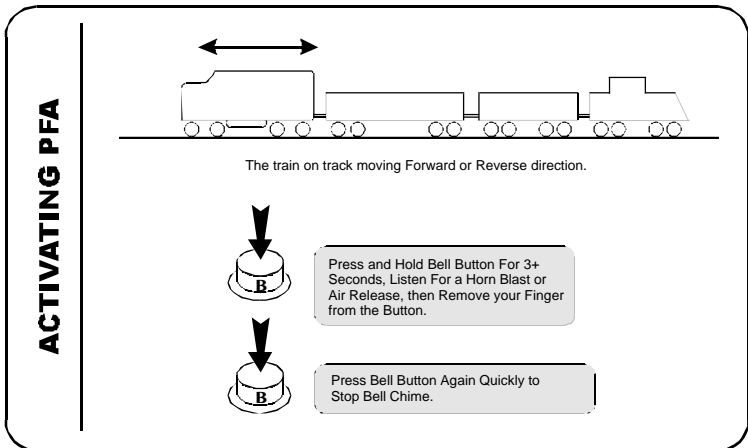 ACTIVATING PFA
The train on track moving Forward or Reverse direction.
B
Press and Hold Bell Button For 3+
Seconds, Listen For a Horn Blast or
Air Release, then Remove your Finger
from the Button.
B
Press Bell Button Again Quickly to
Stop Bell Chime.